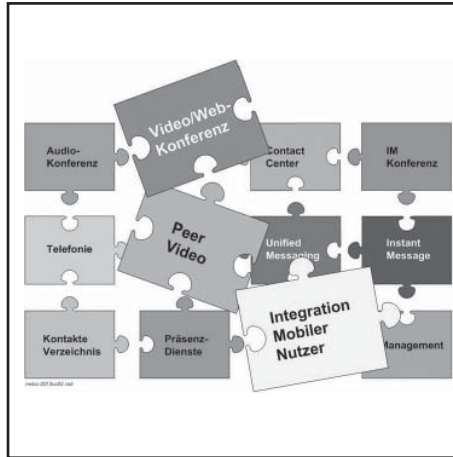 Video/Web-
Konferenz
Audio-
Konferenz
Contact
Center
IM
Konferenz
Telefonie
Peer
Video
Unified
Messaging
Instant
Message
Kontakte
Verzeichnis
Präsenz-
Dienste
Integration
Mobiler
Nutzer
Management